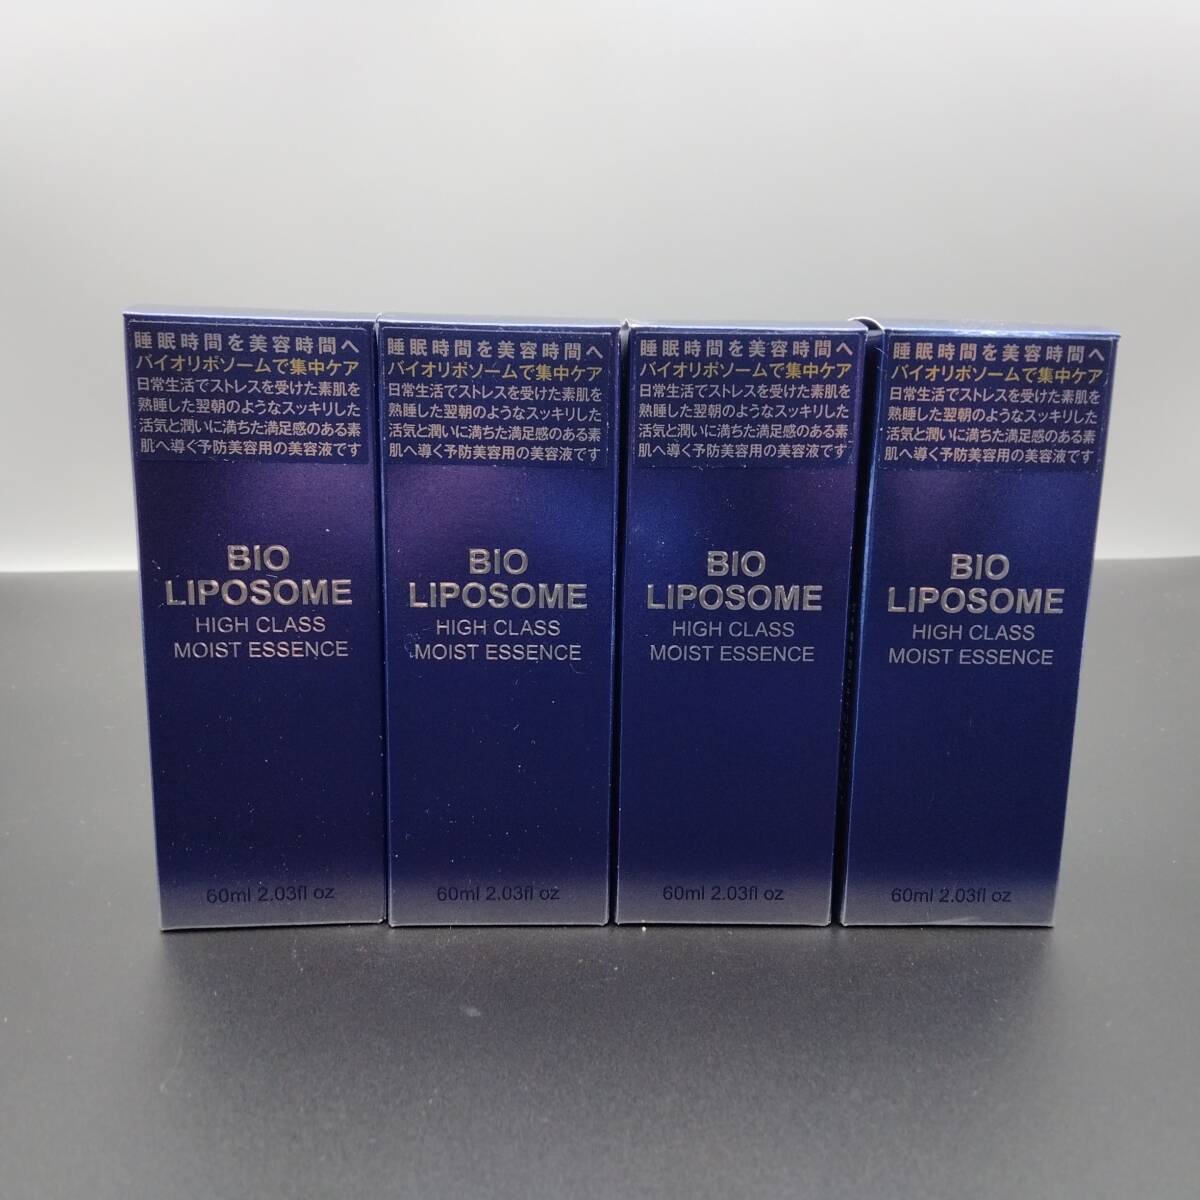 睡眠時間を美容時間へ
バイオリポソームで集中ケア
日常生活でストレスを受けた素肌を
熟睡した翌朝のようなスッキリした
活気と潤いに満ちた満足感のある素
肌へ導く予防美容用の美容液です
BIO
LIPOSOME
HIGH CLASS
MOIST ESSENCE
60ml 2.03fl oz
睡眠時間を美容時間へ
バイオリポソームで集中ケア
日常生活でストレスを受けた素肌を
熟睡した翌朝のようなスッキリした
活気と潤いに満ちた満足感のある素
肌へ導く予防美容用の美容液です
BIO
LIPOSOME
HIGH CLASS
MOIST ESSENCE
60ml 2.03fl oz
睡眠時間を美容時間へ
バイオリポソームで集中ケア
日常生活でストレスを受けた素肌を
熟睡した翌朝のようなスッキリした
活気と潤いに満ちた満足感のある素
肌へ導く予防美容用の美容液です
BIO
LIPOSOME
HIGH CLASS
MOIST ESSENCE
60ml 2.03fl oz
睡眠時間を美容時間へ
バイオリポソームで集中ケア
日常生活でストレスを受けた素肌を
熟睡した翌朝のようなスッキリした
活気と潤いに満ちた満足感のある素
肌へ導く予防美容用の美容液です
BIO
LIPOSOME
HIGH CLASS
MOIST ESSENCE
60ml 2.03fl oz